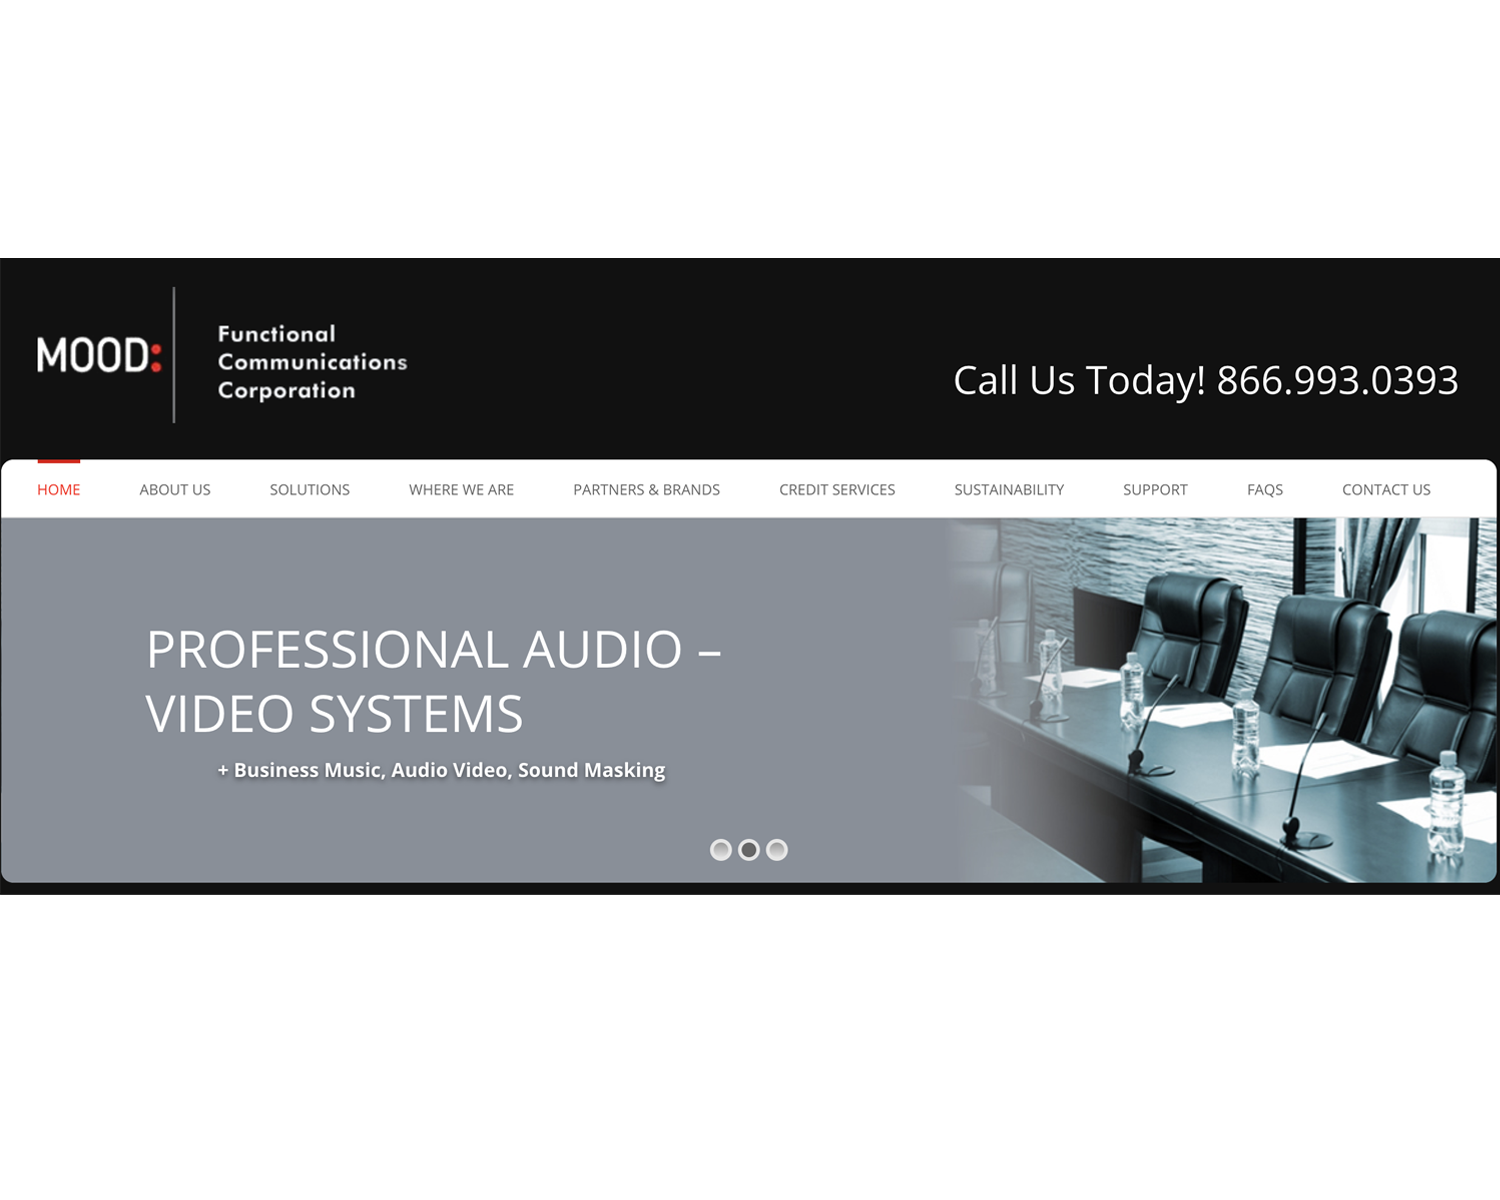 MOOD:
Functional
Communications
Corporation
Call Us Today! 866.993.0393
HOME ABOUT US SOLUTIONS WHERE WE ARE PARTNERS & BRANDS CREDIT SERVICES SUSTAINABILITY SUPPORT FAQS CONTACT US
PROFESSIONAL AUDIO –
VIDEO SYSTEMS
+ Business Music, Audio Video, Sound Masking